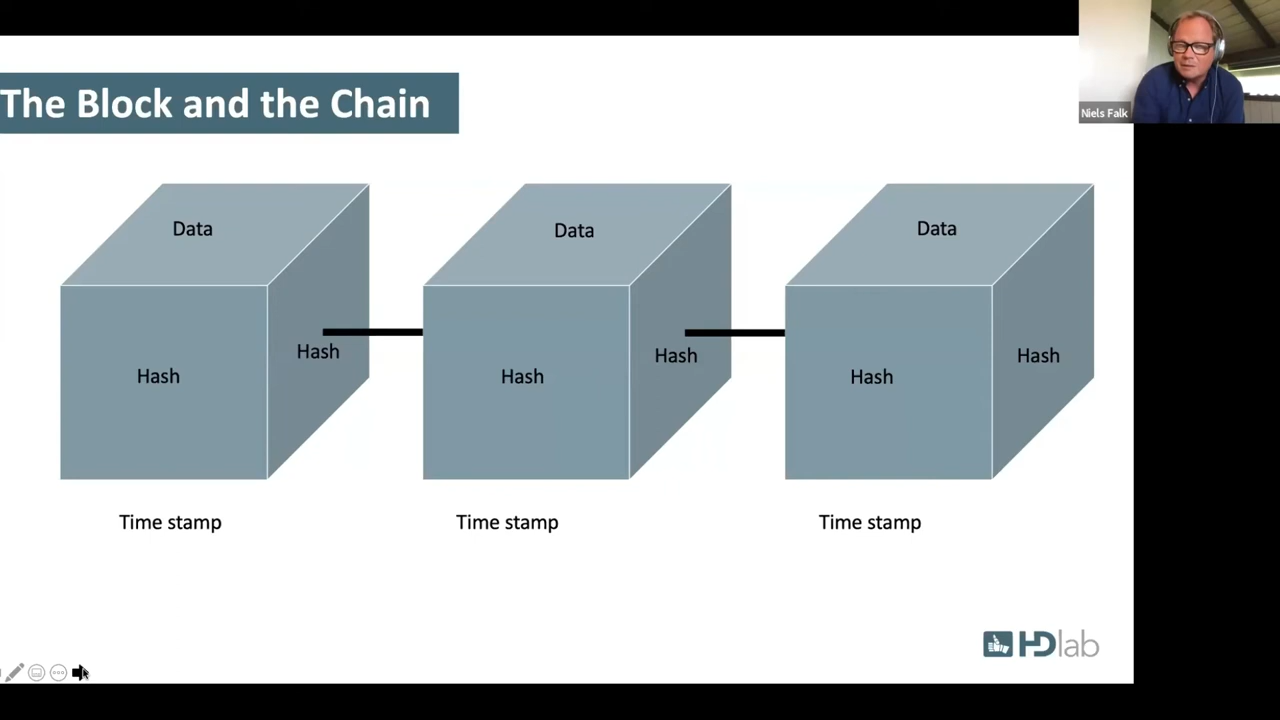 The Block and the Chain
Niels Falk
Data
Data
Data
Hash
Hash
Hash
Hash
Hash
Hash
Time stamp
Time stamp
Time stamp
HDlab